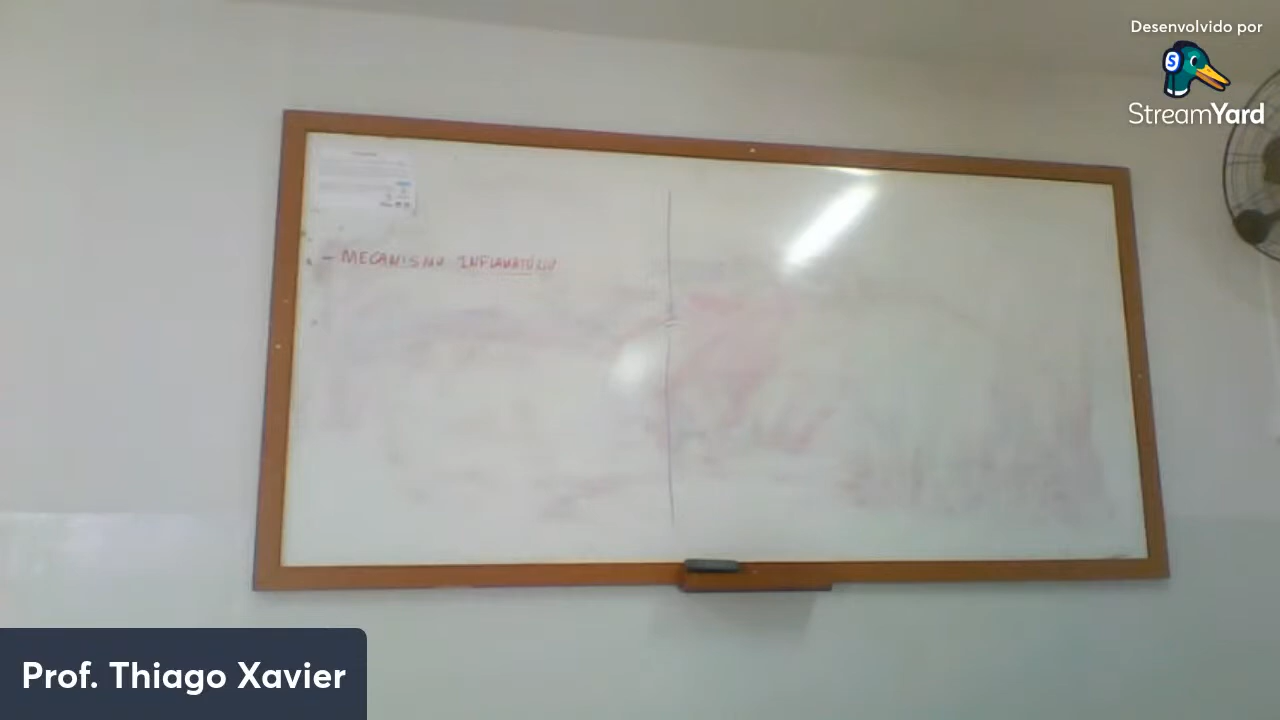 Desenvolvido por
StreamYard
- MECANISMO INFLAMATÓRIO
Prof. Thiago Xavier